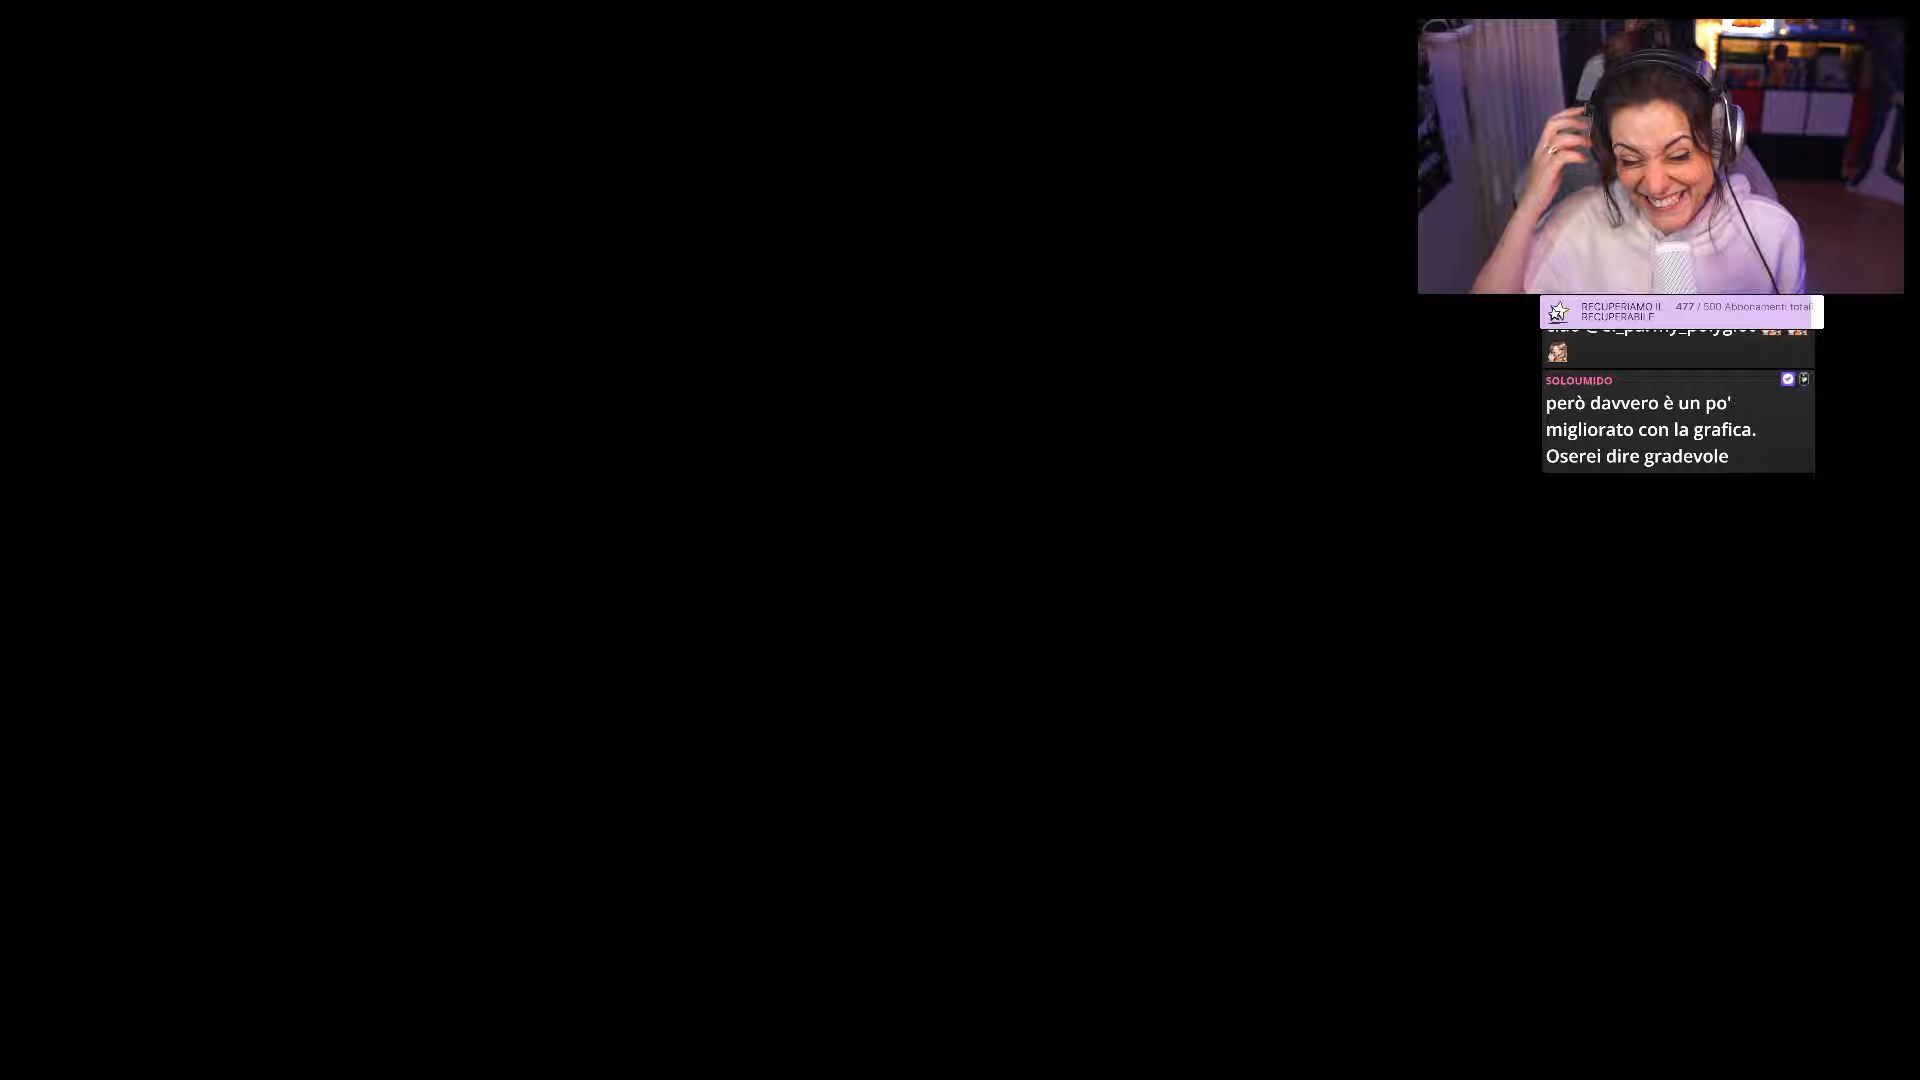 RECUPERIAMO IL
RECUPERABILE
477 / 500 Abbonamenti totali
SOLOUMIDO
però davvero è un po'
migliorato con la grafica.
Oserei dire gradevole